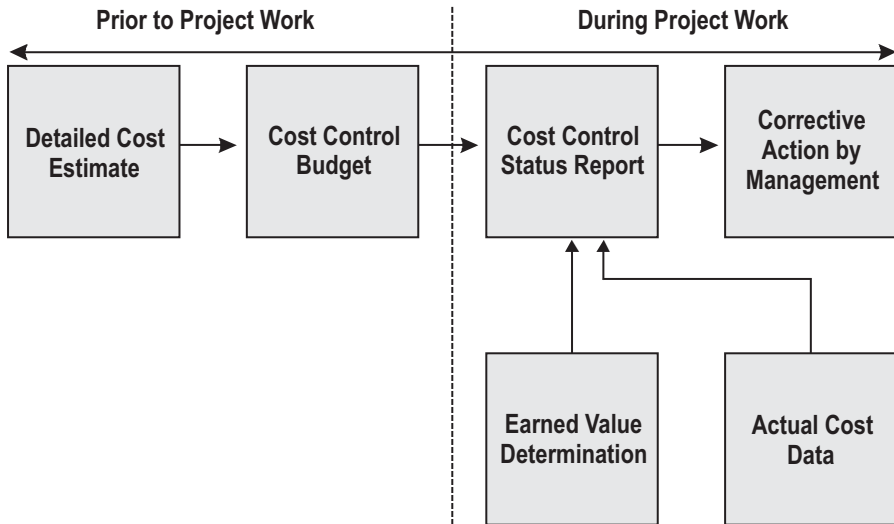 Prior to Project Work
During Project Work
Detailed Cost
Estimate
Cost Control
Budget
Cost Control
Status Report
Corrective
Action by
Management
Earned Value
Determination
Actual Cost
Data